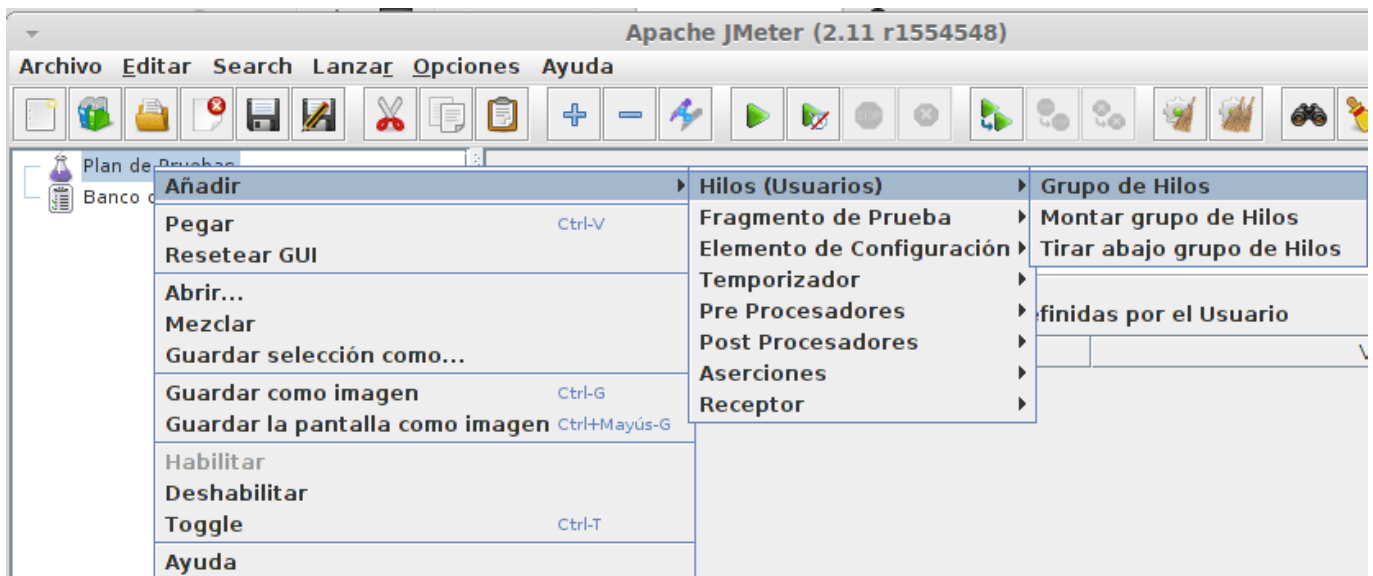 Apache JMeter (2.11 r1554548)
Archivo Editar Search Lanzar Opciones Ayuda
STOP
Plan de Pruebas
Banco
Añadir
Pegar Ctrl-V
Resetear GUI
Abrir...
Mezclar
Guardar selección como...
Guardar como imagen Ctrl-G
Guardar la pantalla como imagen Ctrl+Mayús-G
Habilitar
Deshabilitar
Toggle Ctrl-T
Ayuda
Hilos (Usuarios)
Fragmento de Prueba
Elemento de Configuración
Temporizador
Pre Procesadores
Post Procesadores
Aserciones
Receptor
Grupo de Hilos
Montar grupo de Hilos
Tirar abajo grupo de Hilos
finidas por el Usuario